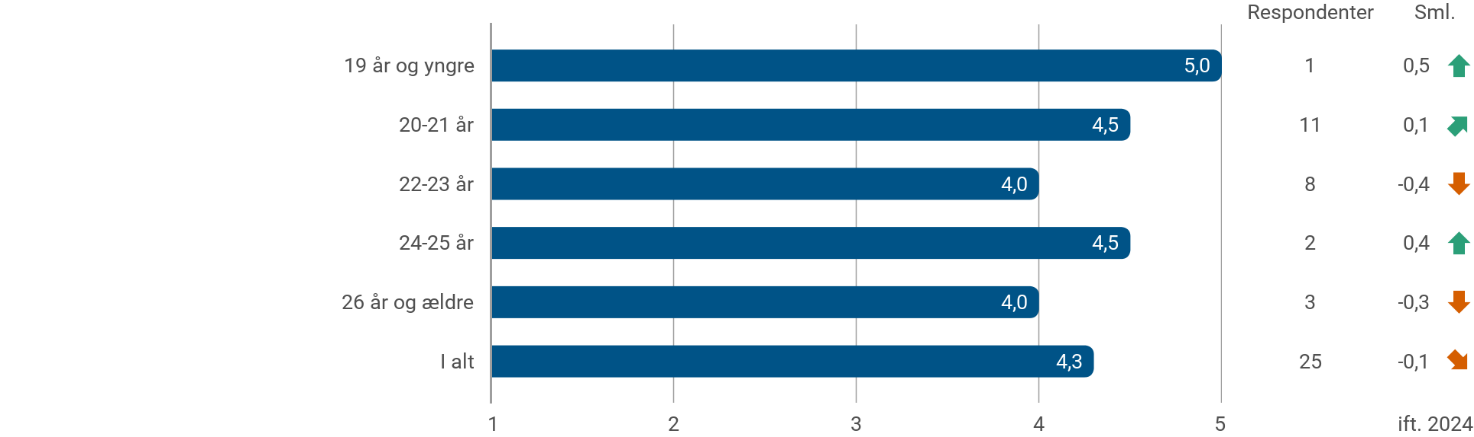 Respondenter Sml.
19 år og yngre 5,0 1 0,5
20-21 år 4,5 11 0,1
22-23 år 4,0 8 -0,4
24-25 år 4,5 2 0,4
26 år og ældre 4,0 3 -0,3
I alt 4,3 25 -0,1
1 2 3 4 5 ift. 2024